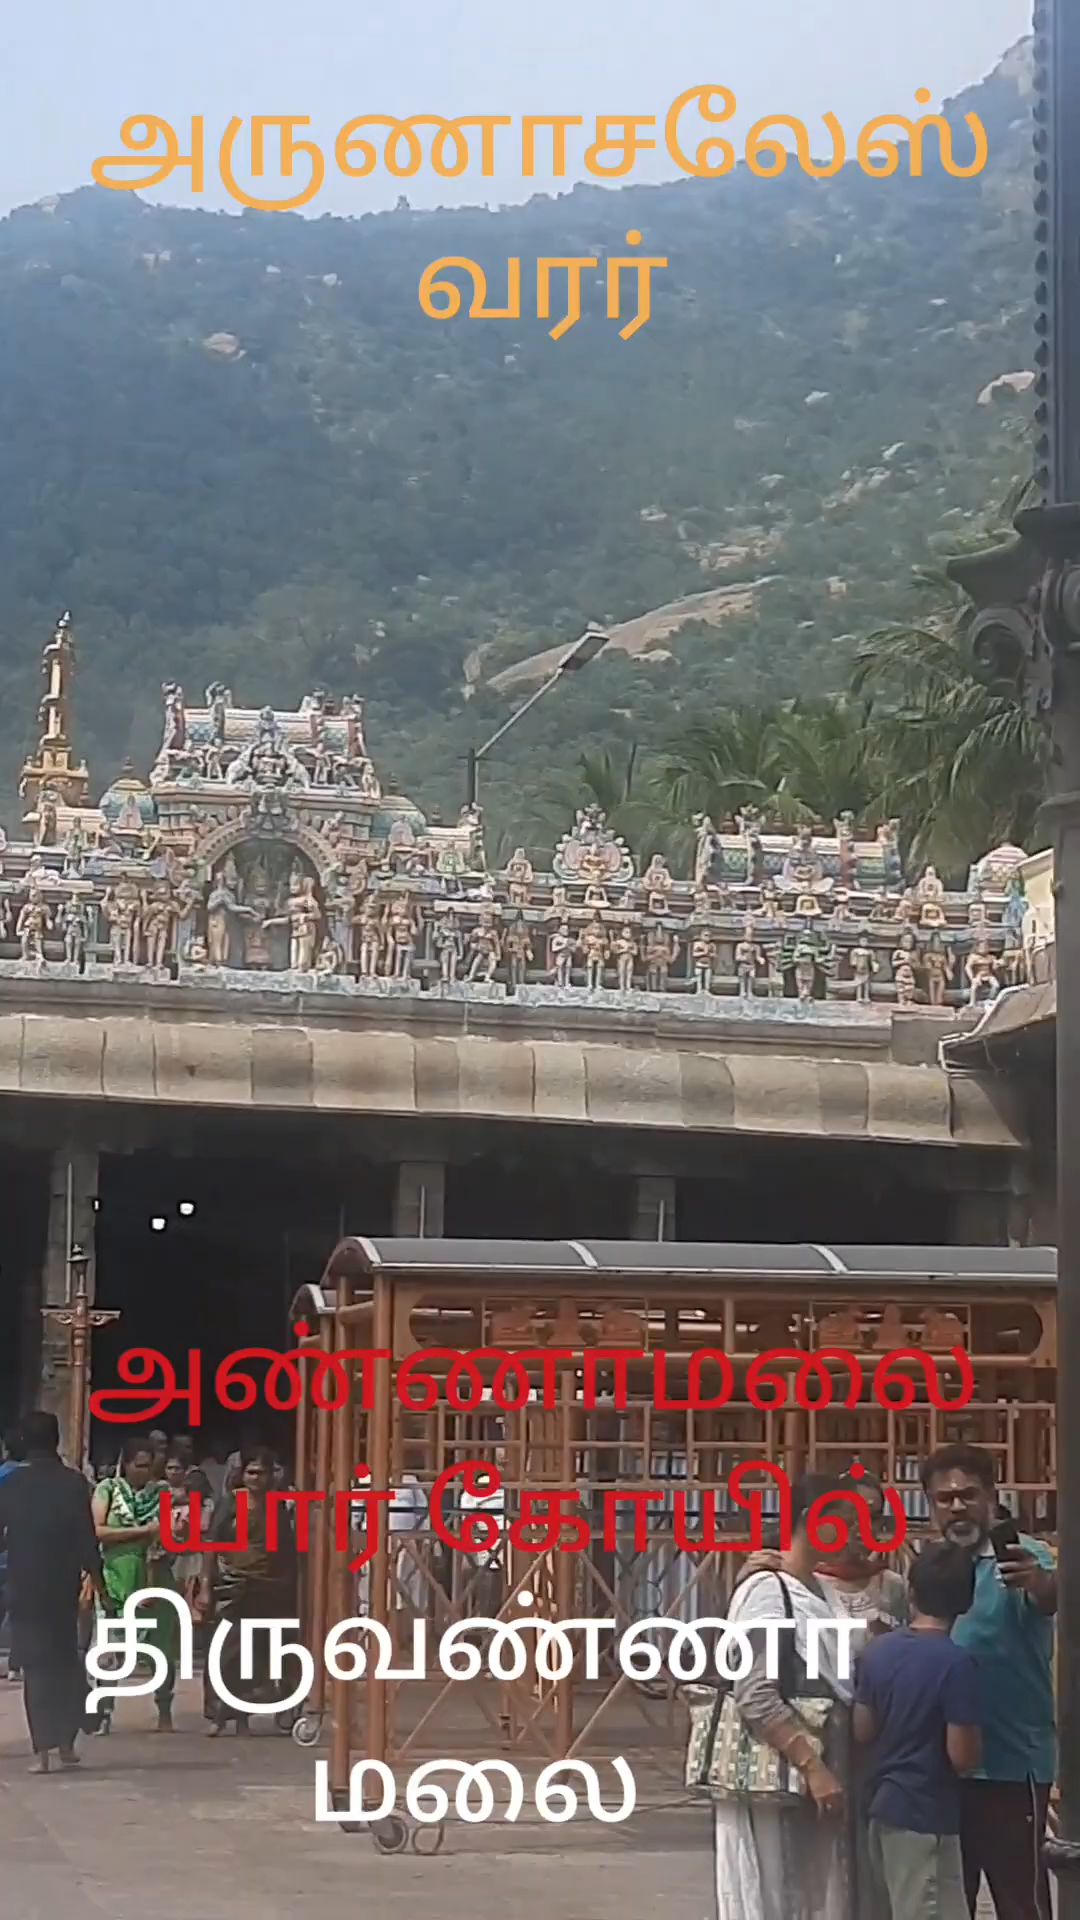 அருணாசலேஸ்
வரர்
அண்ணாமலை
யார் கோயில்
திருவண்ணா
மலை